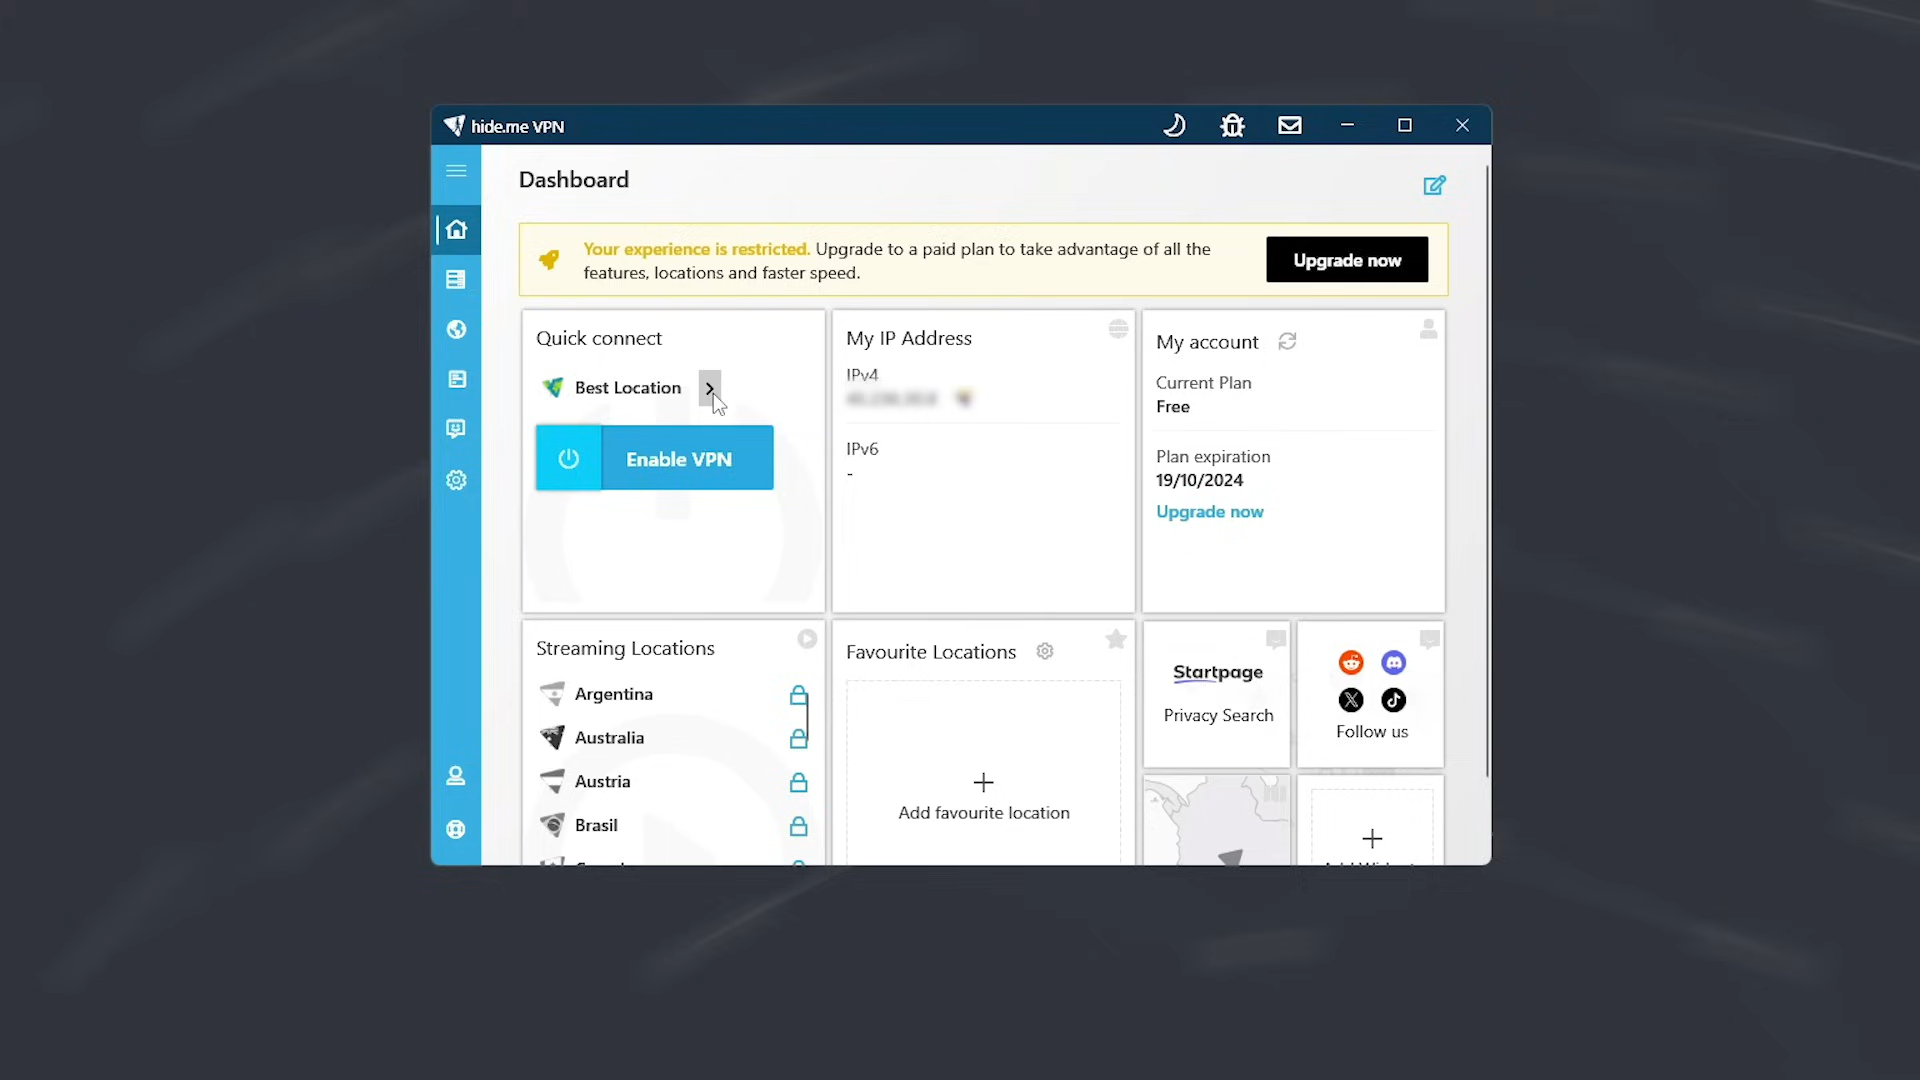 hide.me VPN
Dashboard
Your experience is restricted. Upgrade to a paid plan to take advantage of all the
features, locations and faster speed.
Upgrade now
Quick connect
Best Location
Enable VPN
My IP Address
IPv4
IPv6
-
My account
Current Plan
Free
Plan expiration
19/10/2024
Upgrade now
Streaming Locations
Argentina
Australia
Austria
Brasil
Favourite Locations
Add favourite location
Startpage
Privacy Search
Follow us